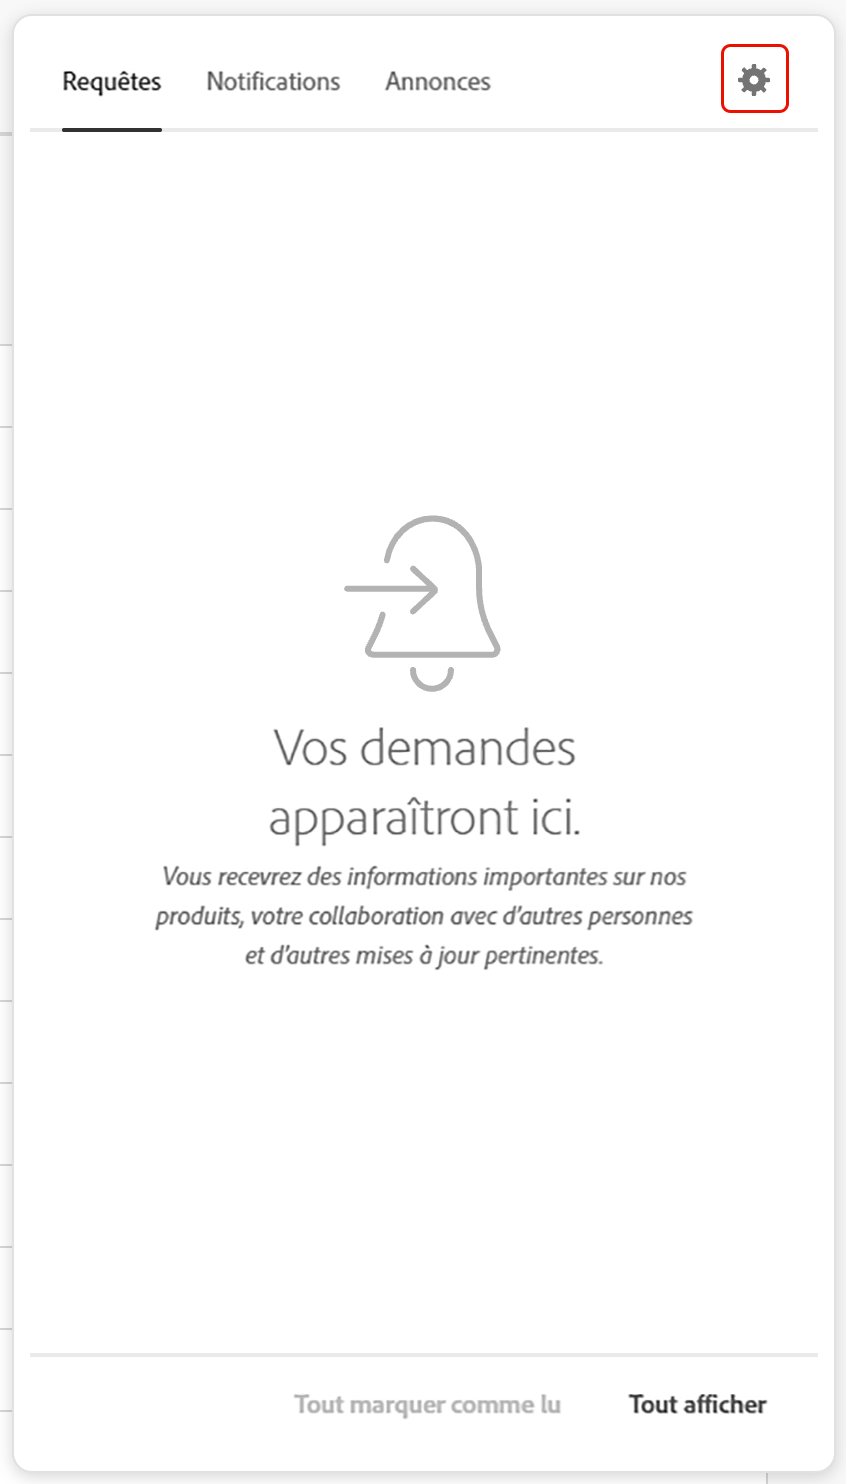 Requêtes Notifications Annonces
Vos demandes
apparaîtront ici.
Vous recevrez des informations importantes sur nos
produits, votre collaboration avec d’autres personnes
et d’autres mises à jour pertinentes.
Tout marquer comme lu Tout afficher